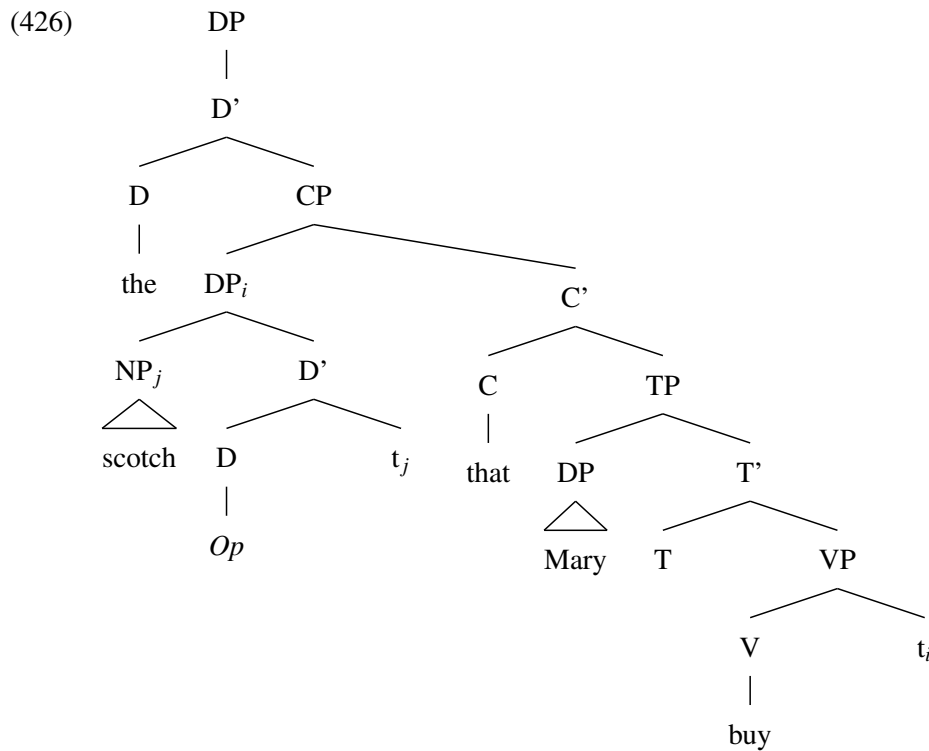 (426) DP
D’
D CP
the DPᵢ C’
NPⱼ D’ C TP
scotch D tⱼ that DP T’
Op Mary T VP
V tᵢ
buy